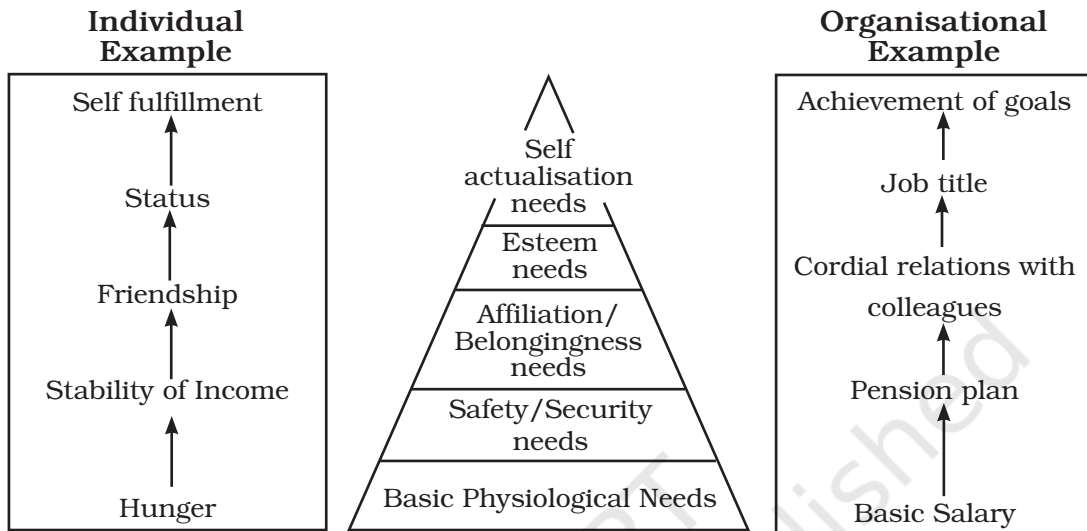 Individual
Example
Self fulfillment
Status
Friendship
Stability of Income
Hunger
Self
actualisation
needs
Esteem
needs
Affiliation/
Belongingness
needs
Safety/Security
needs
Basic Physiological Needs
Organisational
Example
Achievement of goals
Job title
Cordial relations with
colleagues
Pension plan
Basic Salary